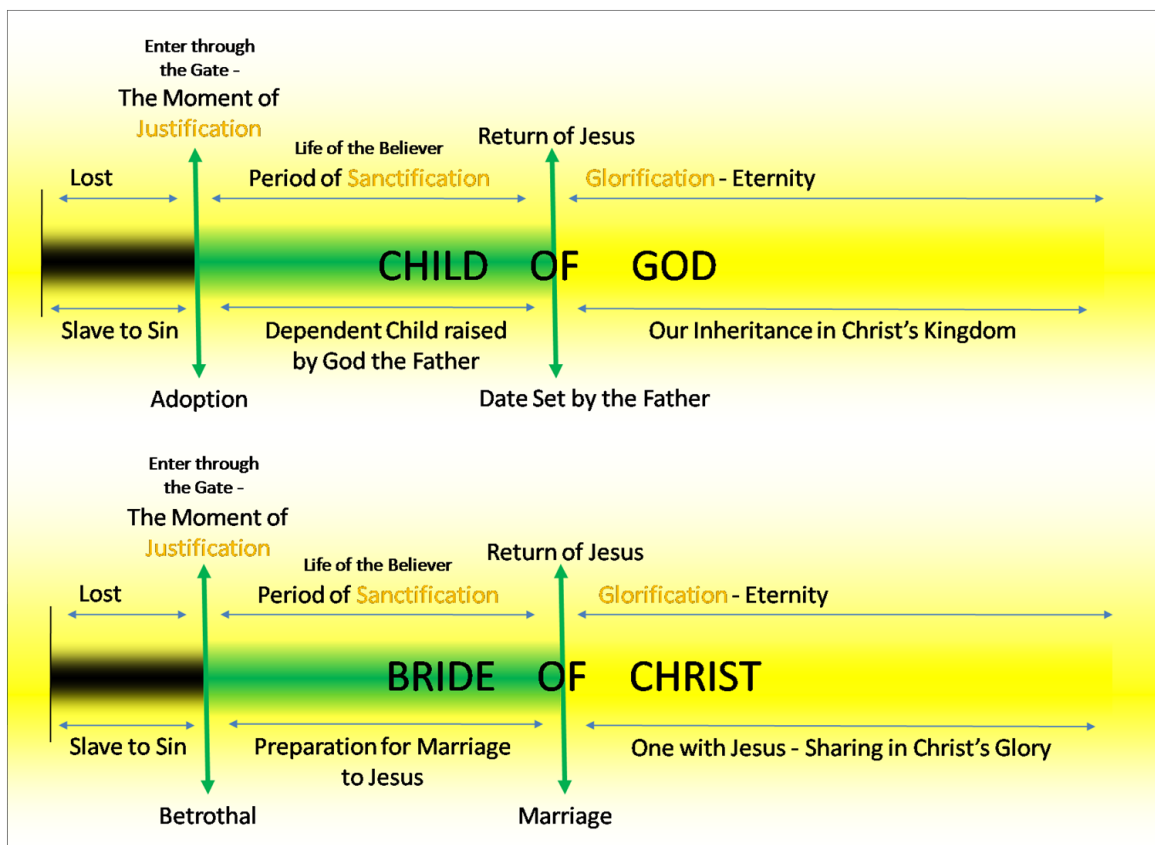 Enter through
the Gate -
The Moment of
Justification
Return of Jesus
Life of the Believer
Lost
Period of Sanctification
Glorification - Eternity
CHILD OF GOD
Slave to Sin
Dependent Child raised
by God the Father
Our Inheritance in Christ's Kingdom
Adoption
Date Set by the Father
Enter through
the Gate -
The Moment of
Justification
Return of Jesus
Life of the Believer
Lost
Period of Sanctification
Glorification - Eternity
BRIDE OF CHRIST
Slave to Sin
Preparation for Marriage
to Jesus
One with Jesus - Sharing in Christ's Glory
Betrothal
Marriage